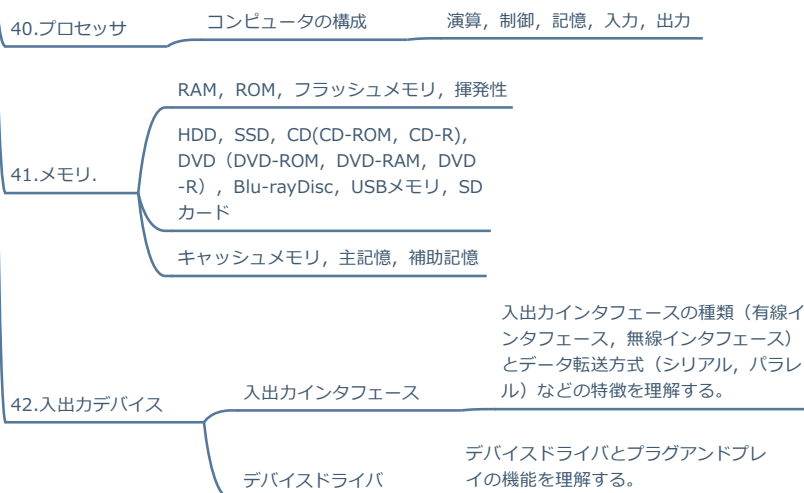 40.プロセッサ
コンピュータの構成
演算，制御，記憶，入力，出力
RAM，ROM，フラッシュメモリ，揮発性
HDD，SSD，CD(CD-ROM，CD-R),
DVD（DVD-ROM，DVD-RAM，DVD
-R）, Blu-rayDisc，USBメモリ，SD
カード
41.メモリ.
キャッシュメモリ，主記憶，補助記憶
入出力インタフェースの種類（有線イ
ンタフェース，無線インタフェース）
とデータ転送方式（シリアル，パラレ
ル）などの特徴を理解する。
入出力インタフェース
42.入出力デバイス
デバイスドライバとプラグアンドプレ
イの機能を理解する。
デバイスドライバ